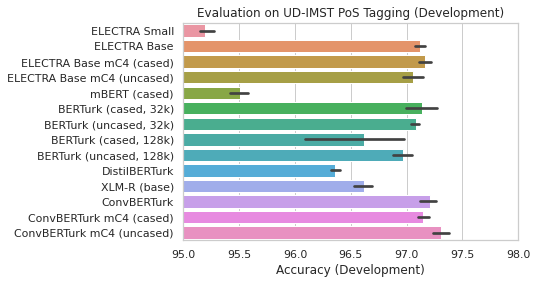 Evaluation on UD-IMST PoS Tagging (Development)
ELECTRA Small
ELECTRA Base
ELECTRA Base mC4 (cased)
ELECTRA Base mC4 (uncased)
mBERT (cased)
BERTurk (cased, 32k)
BERTurk (uncased, 32k)
BERTurk (cased, 128k)
BERTurk (uncased, 128k)
DistilBERTurk
XLM-R (base)
ConvBERTurk
ConvBERTurk mC4 (cased)
ConvBERTurk mC4 (uncased)
95.0 95.5 96.0 96.5 97.0 97.5 98.0
Accuracy (Development)